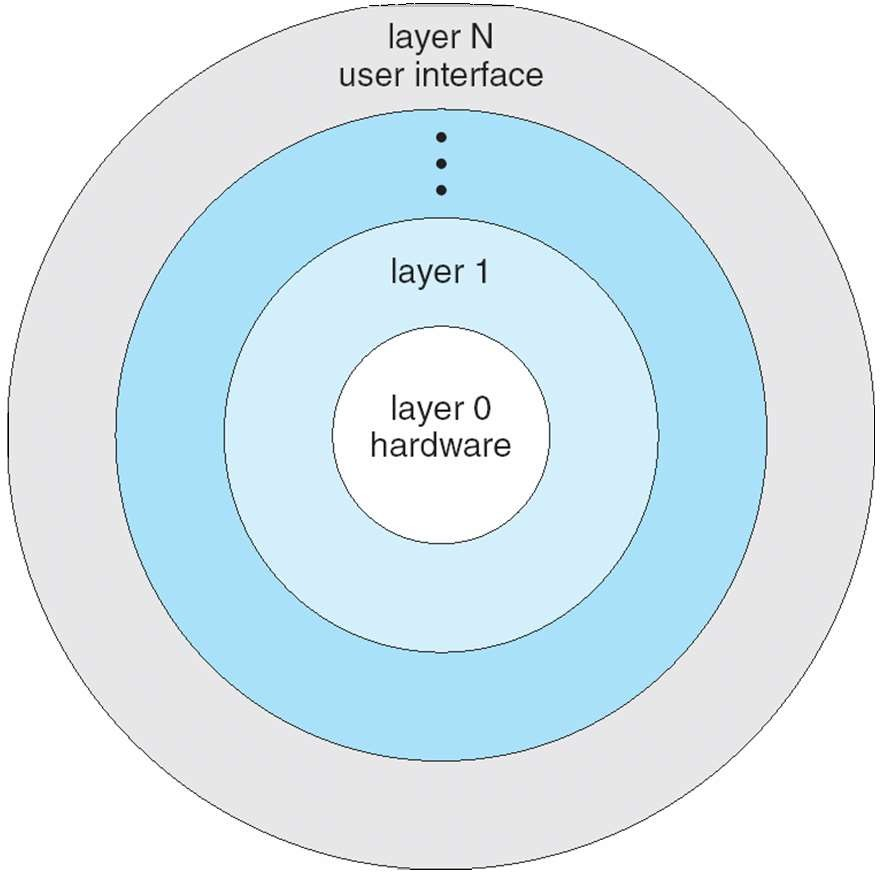 layer N
user interface
layer 1
layer 0
hardware